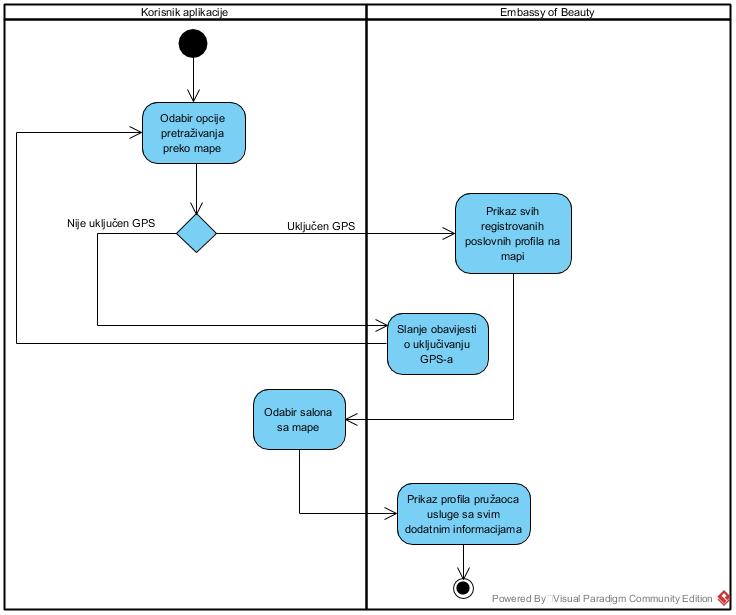 Korisnik aplikacije
Embassy of Beauty
Odabir opcije
pretraživanja
preko mape
Nije uključen GPS
Uključen GPS
Prikaz svih
registrovanih
poslovnih profila na
mapi
Slanje obavijesti
o uključivanju
GPS-a
Odabir salona
sa mape
Prikaz profila pružaoca
usluge sa svim
dodatnim informacijama
Powered By Visual Paradigm Community Edition